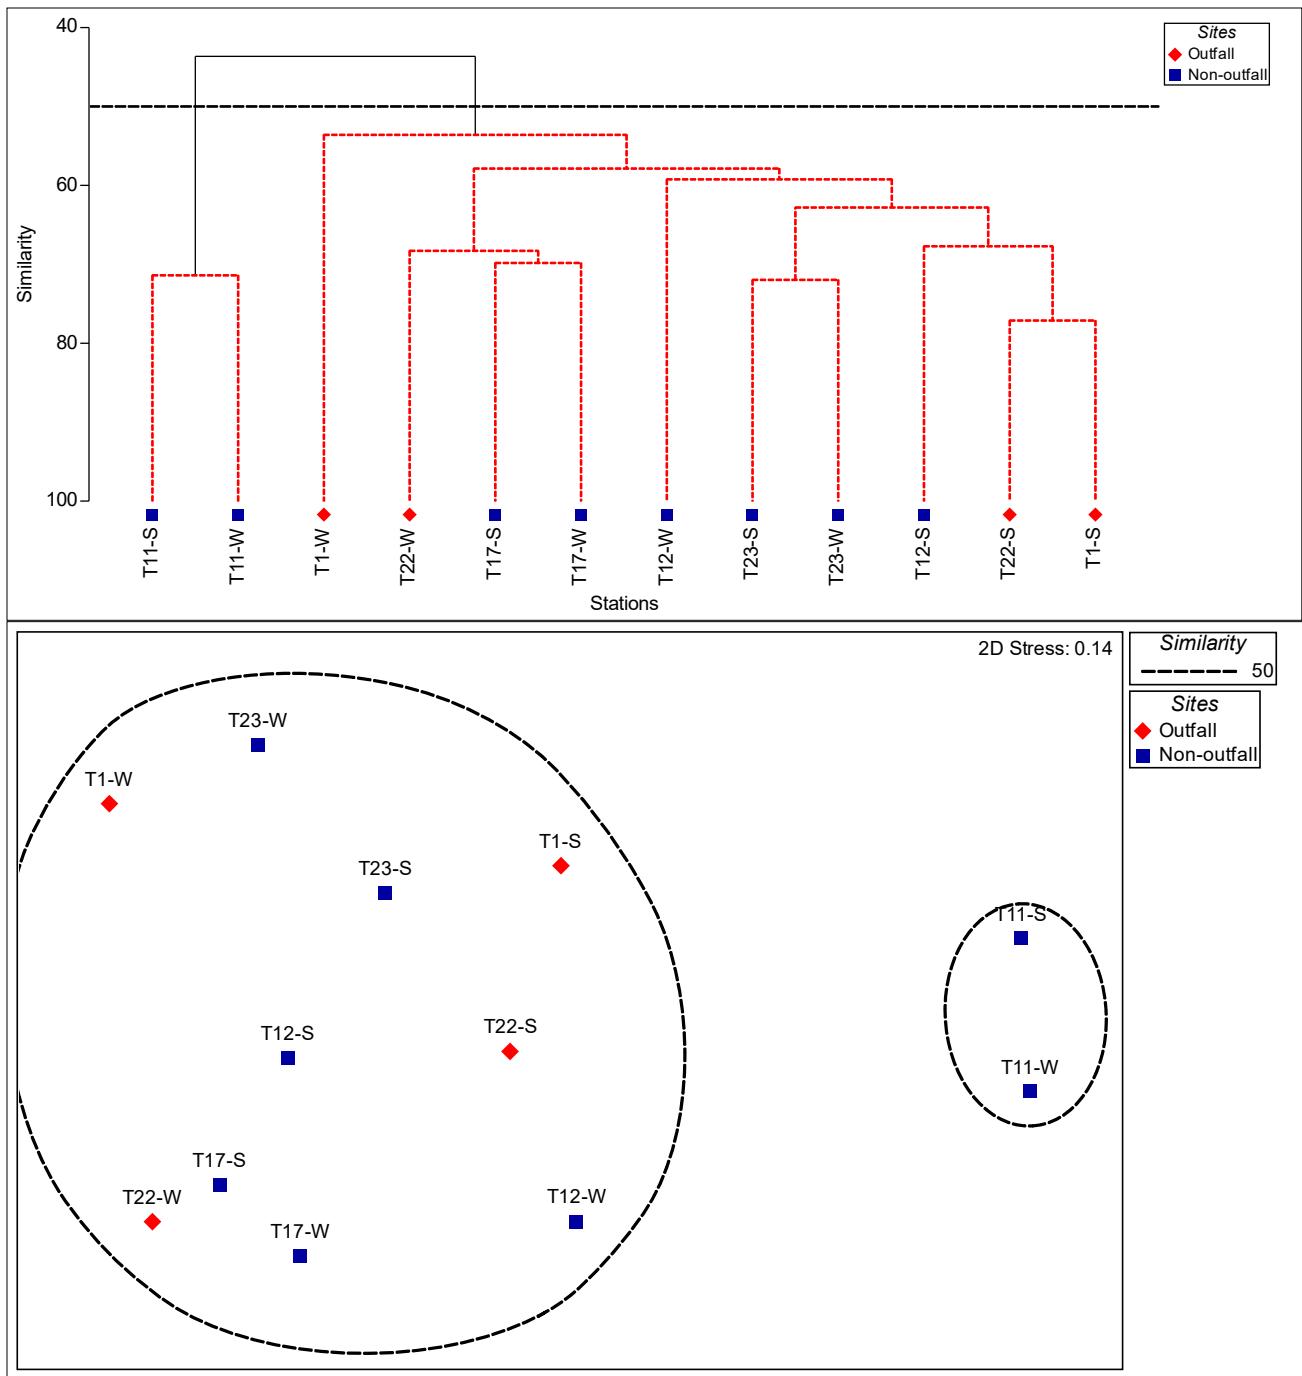 40
60
80
100
Similarity
Sites
Outfall
Non-outfall
T11-S
T11-W
T1-W
T22-W
T17-S
T17-W
T12-W
T23-S
T23-W
T12-S
T22-S
T1-S
Stations
2D Stress: 0.14
Similarity
50
Sites
Outfall
Non-outfall
T23-W
T1-W
T1-S
T23-S
T11-S
T12-S
T22-S
T11-W
T17-S
T22-W
T12-W
T17-W